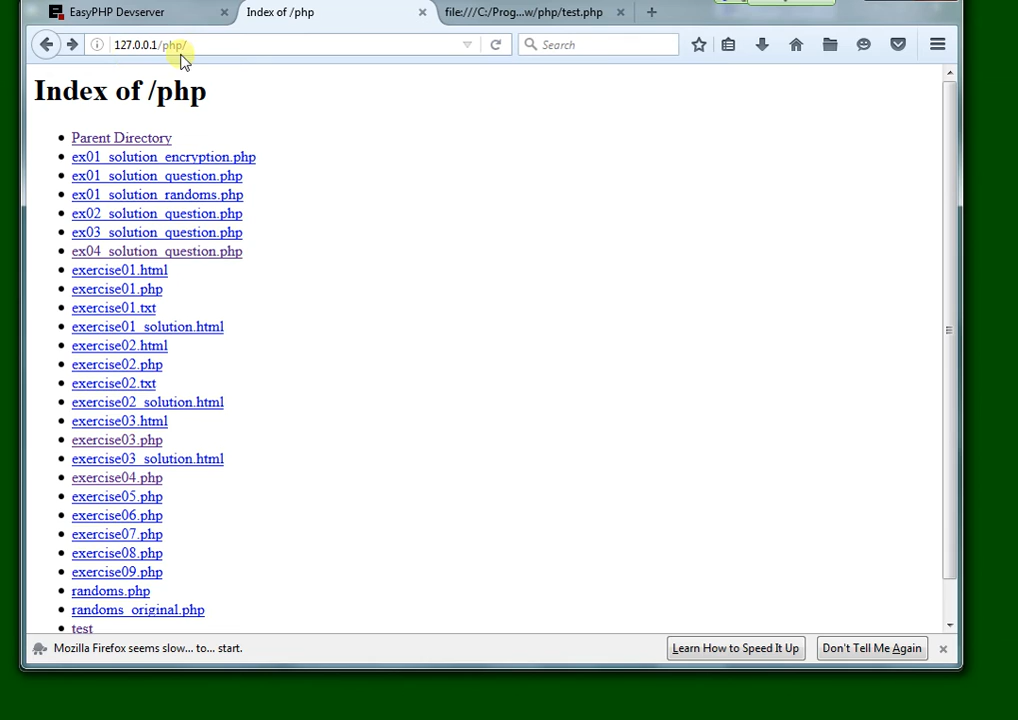 EasyPHP Devserver
Index of /php
file:///C:/Prog...w/php/test.php
127.0.0.1/php/
Search
Index of /php
Parent Directory
ex01_solution_encryption.php
ex01_solution_question.php
ex01_solution_randoms.php
ex02_solution_question.php
ex03_solution_question.php
ex04_solution_question.php
exercise01.html
exercise01.php
exercise01.txt
exercise01_solution.html
exercise02.html
exercise02.php
exercise02.txt
exercise02_solution.html
exercise03.html
exercise03.php
exercise03_solution.html
exercise04.php
exercise05.php
exercise06.php
exercise07.php
exercise08.php
exercise09.php
randoms.php
randoms_original.php
test
Mozilla Firefox seems slow... to... start.
Learn How to Speed It Up
Don't Tell Me Again